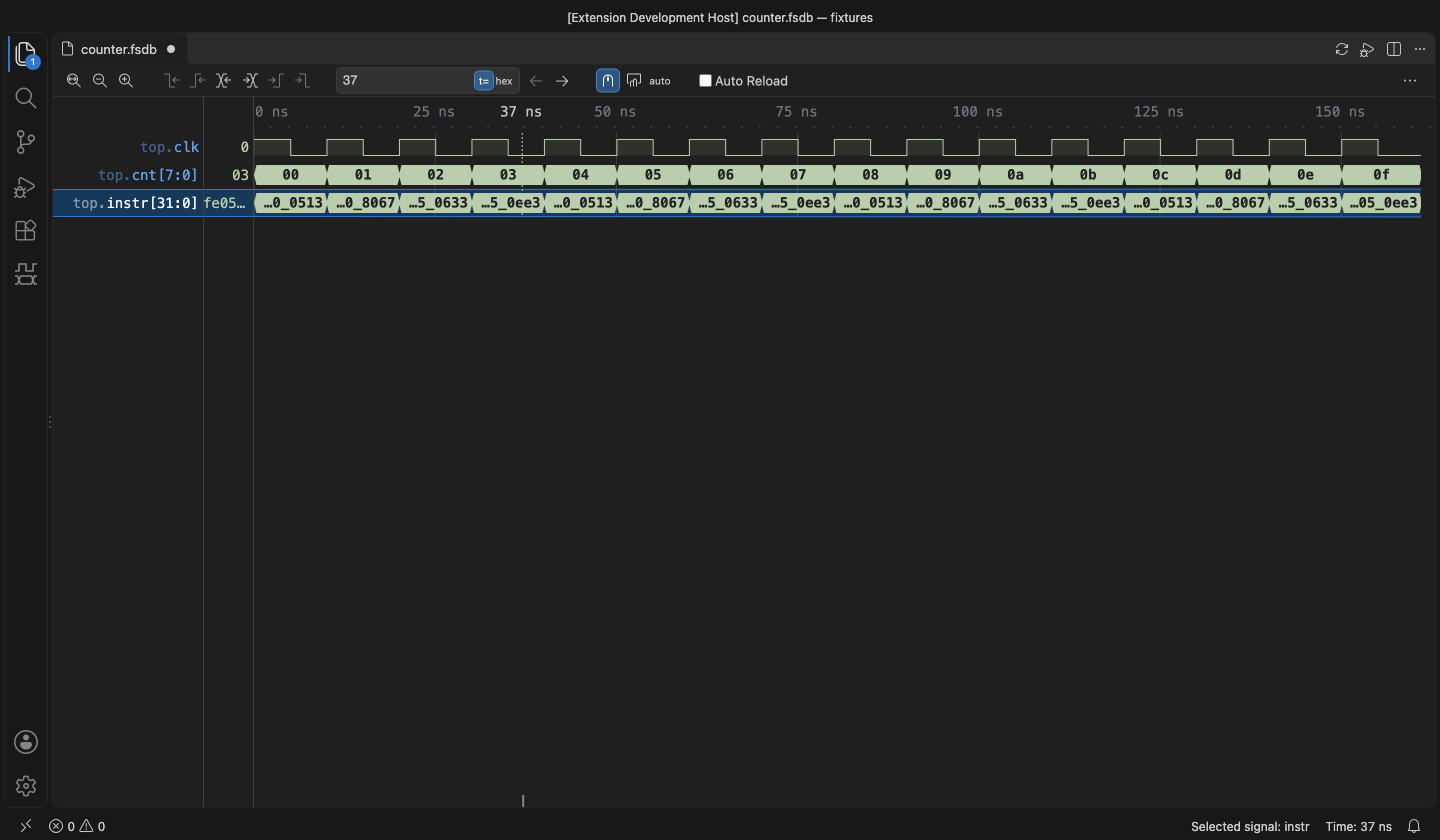 [Extension Development Host] counter.fsdb — fixtures
counter.fsdb
1
37 t= hex auto Auto Reload
0 ns 25 ns 37 ns 50 ns 75 ns 100 ns 125 ns 150 ns
top.clk 0
top.cnt[7:0] 03 00 01 02 03 04 05 06 07 08 09 0a 0b 0c 0d 0e 0f
top.instr[31:0] fe05… …0_0513 …0_8067 …5_0633 …5_0ee3 …0_0513 …0_8067 …5_0633 …5_0ee3 …0_0513 …0_8067 …5_0633 …5_0ee3 …0_0513 …0_8067 …5_0633 …05_0ee3
0 0 Selected signal: instr Time: 37 ns